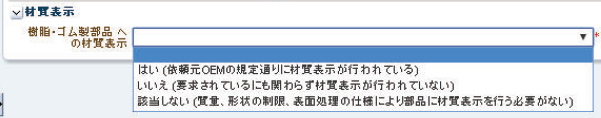 材質表示
樹脂・ゴム製部品 へ
の材質表示
*
はい (依頼元OEMの規定通りに材質表示が行われている)
いいえ (要求されているにも関わらず材質表示が行われていない)
該当しない (質量、形状の制限、表面処理の仕様により部品に材質表示を行う必要がない)